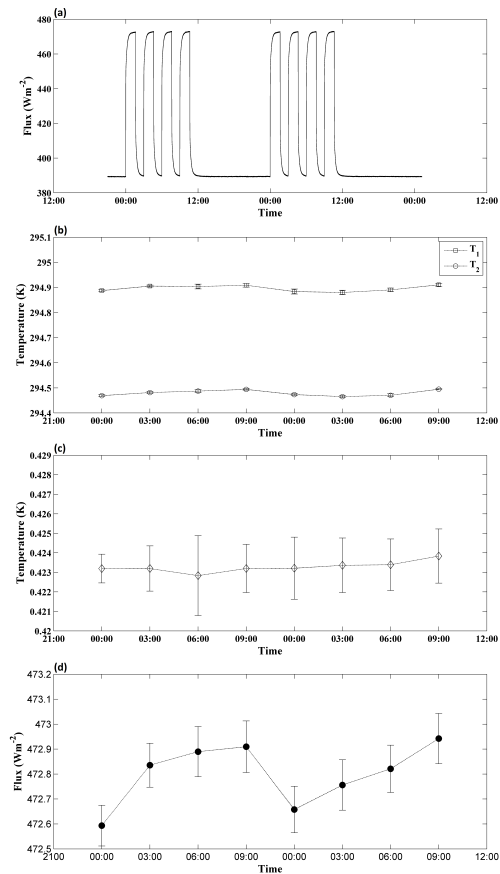 (a)
480
460
440
420
400
380
Flux (Wm-2)
12:00 00:00 12:00 00:00 12:00 00:00 12:00
Time
(b)
295.1
295
294.9
294.8
294.7
294.6
294.5
294.4
Temperature (K)
T1
T2
21:00 00:00 03:00 06:00 09:00 00:00 03:00 06:00 09:00 12:00
Time
(c)
0.429
0.428
0.427
0.426
0.425
0.424
0.423
0.422
0.421
0.42
Temperature (K)
21:00 00:00 03:00 06:00 09:00 00:00 03:00 06:00 09:00 12:00
Time
(d)
473.2
473.1
473
472.9
472.8
472.7
472.6
472.5
Flux (Wm-2)
21:00 00:00 03:00 06:00 09:00 00:00 03:00 06:00 09:00 12:00
Time